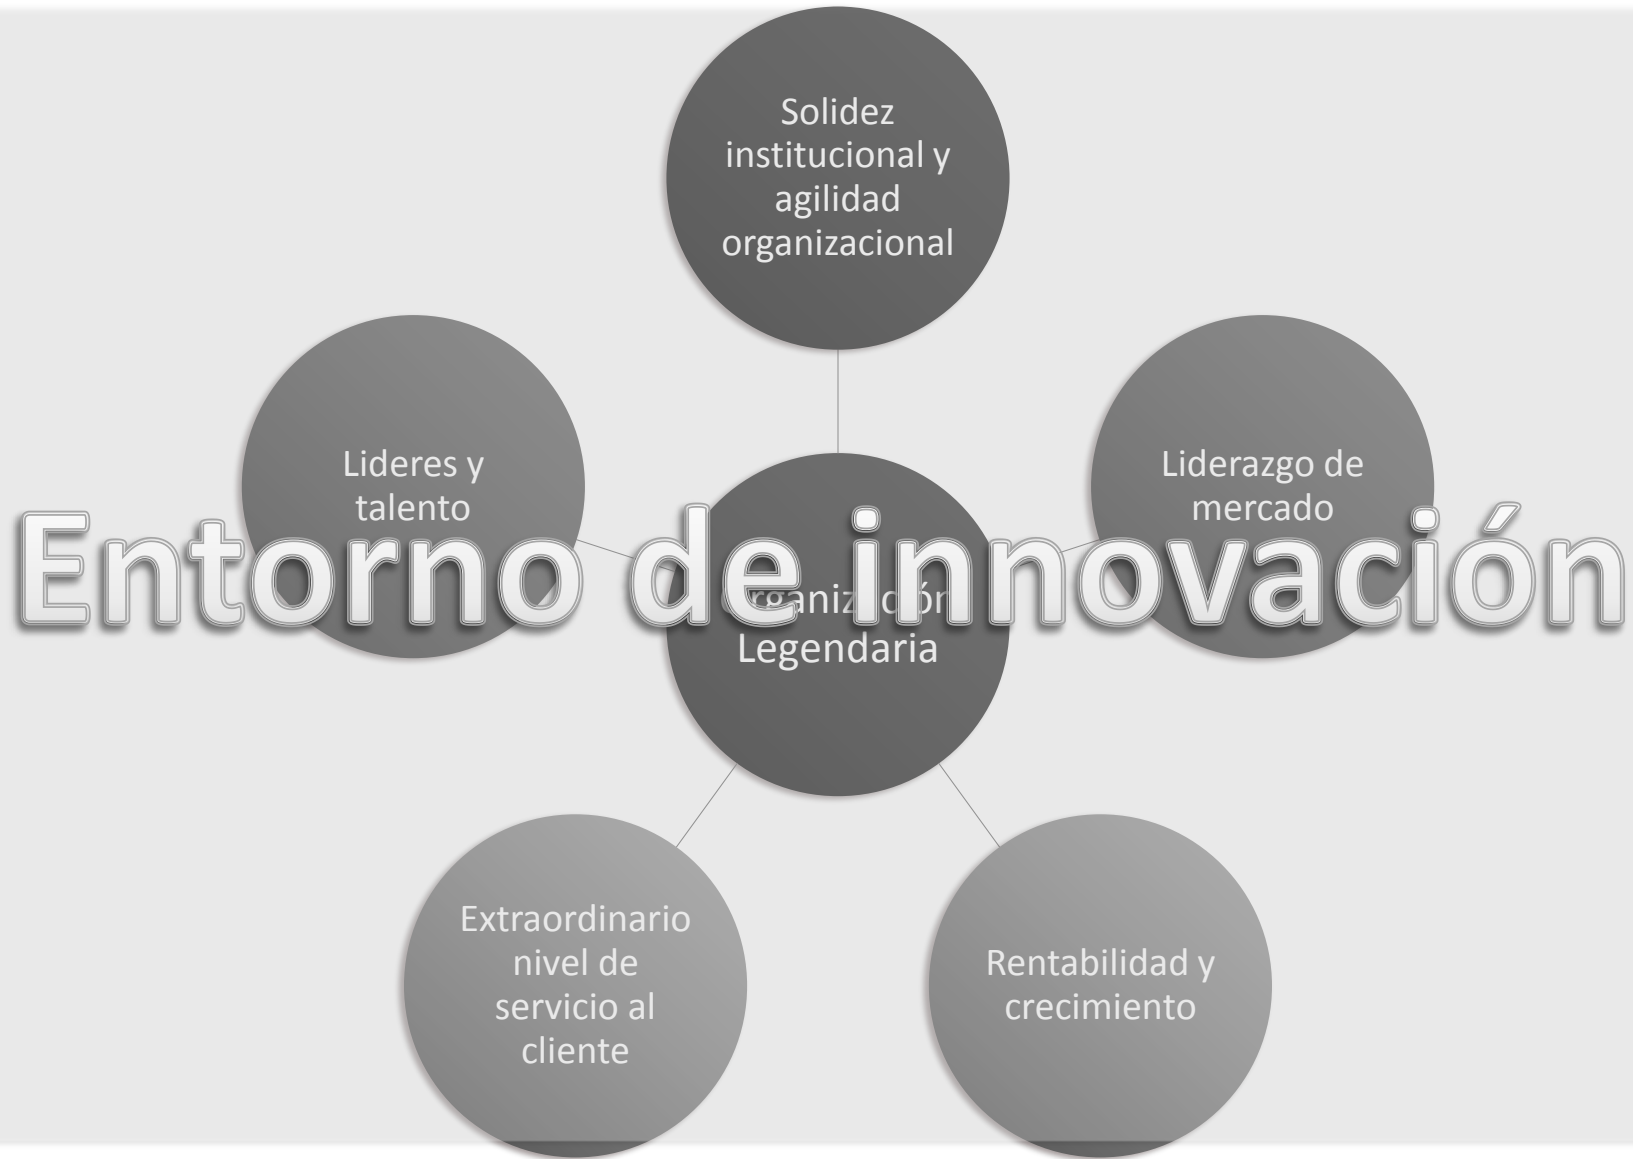 Solidez
institucional y
agilidad
organizacional
Lideres y
talento
Liderazgo de
mercado
Entorno de innovación
Organización
Legendaria
Extraordinario
nivel de
servicio al
cliente
Rentabilidad y
crecimiento